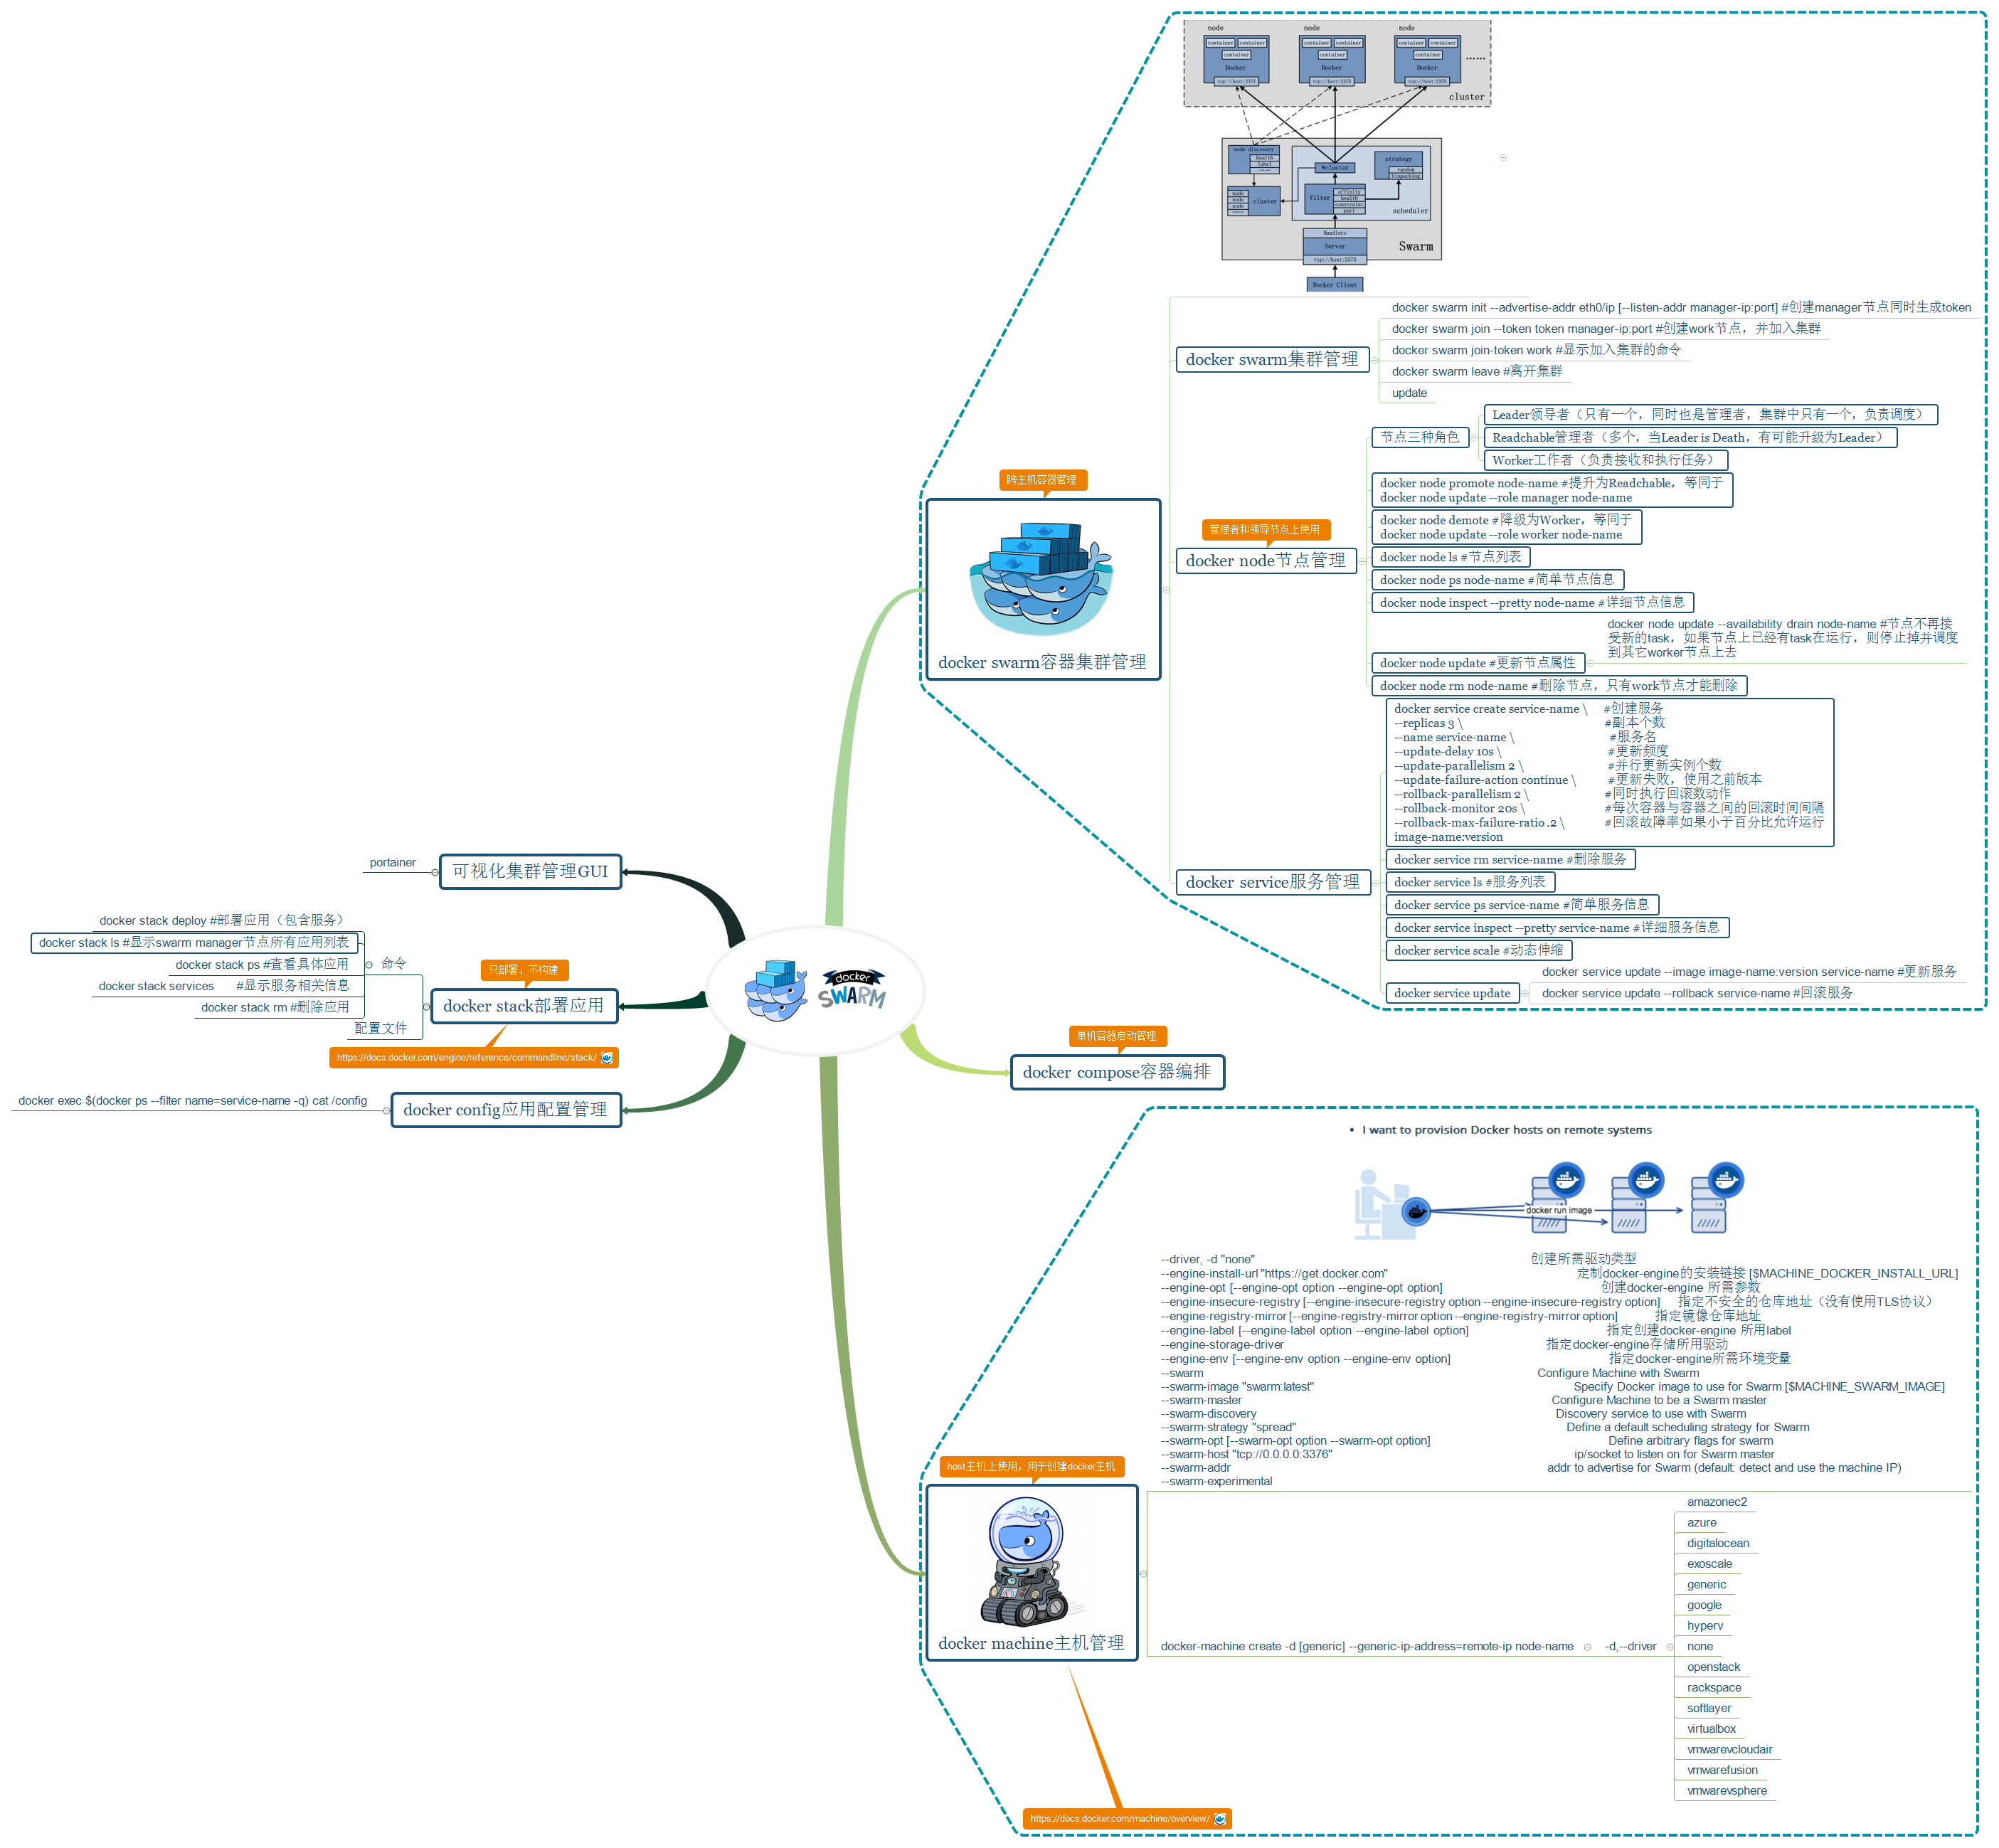 node
node
node
container container
container
Docker
tcp://host:2375
container container
container
Docker
tcp://host:2375
container container
container
Docker
tcp://host:2375
······
cluster
node discovery
health
label
·····
node
node
node
·····
cluster
*cluster
strategy
random
binpacking
filter
affinity
health
constraint
port
scheduler
Handlers
Server
tcp://host:2375
Swarm
Docker Client
docker swarm集群管理
docker swarm init --advertise-addr eth0/ip [--listen-addr manager-ip:port] #创建manager节点同时生成token
docker swarm join --token token manager-ip:port #创建work节点，并加入集群
docker swarm join-token work #显示加入集群的命令
docker swarm leave #离开集群
update
跨主机容器管理
docker swarm容器集群管理
管理者和领导节点上使用
docker node节点管理
节点三种角色
Leader领导者（只有一个，同时也是管理者，集群中只有一个，负责调度）
Readchable管理者（多个，当Leader is Death，有可能升级为Leader）
Worker工作者（负责接收和执行任务）
docker node promote node-name #提升为Readchable，等同于
docker node update --role manager node-name
docker node demote #降级为Worker，等同于
docker node update --role worker node-name
docker node ls #节点列表
docker node ps node-name #简单节点信息
docker node inspect --pretty node-name #详细节点信息
docker node update #更新节点属性
docker node update --availability drain node-name #节点不再接
受新的task，如果节点上已经有task在运行，则停止掉并调度
到其它worker节点上去
docker node rm node-name #删除节点，只有work节点才能删除
docker service服务管理
docker service create service-name \ #创建服务
--replicas 3 \ #副本个数
--name service-name \ #服务名
--update-delay 10s \ #更新频度
--update-parallelism 2 \ #并行更新实例个数
--update-failure-action continue \ #更新失败，使用之前版本
--rollback-parallelism 2 \ #同时执行回滚数动作
--rollback-monitor 20s \ #每次容器与容器之间的回滚时间间隔
--rollback-max-failure-ratio .2 \ #回滚故障率如果小于百分比允许运行
image-name:version
docker service rm service-name #删除服务
docker service ls #服务列表
docker service ps service-name #简单服务信息
docker service inspect --pretty service-name #详细服务信息
docker service scale #动态伸缩
docker service update
docker service update --image image-name:version service-name #更新服务
docker service update --rollback service-name #回滚服务
portainer
可视化集群管理GUI
docker stack deploy #部署应用（包含服务）
docker stack ls #显示swarm manager节点所有应用列表
docker stack ps #查看具体应用
docker stack services #显示服务相关信息
docker stack rm #删除应用
命令
配置文件
只部署，不构建
docker stack部署应用
https://docs.docker.com/engine/reference/commandline/stack/
docker exec $(docker ps --filter name=service-name -q) cat /config
docker config应用配置管理
docker
SWARM
单机容器启动管理
docker compose容器编排
• I want to provision Docker hosts on remote systems
docker run image
--driver, -d "none" 创建所需驱动类型
--engine-install-url "https://get.docker.com" 定制docker-engine的安装链接 [$MACHINE_DOCKER_INSTALL_URL]
--engine-opt [--engine-opt option --engine-opt option] 创建docker-engine 所需参数
--engine-insecure-registry [--engine-insecure-registry option --engine-insecure-registry option] 指定不安全的仓库地址（没有使用TLS协议）
--engine-registry-mirror [--engine-registry-mirror option --engine-registry-mirror option] 指定镜像仓库地址
--engine-label [--engine-label option --engine-label option] 指定创建docker-engine 所用label
--engine-storage-driver 指定docker-engine存储所用驱动
--engine-env [--engine-env option --engine-env option] 指定docker-engine所需环境变量
--swarm Configure Machine with Swarm
--swarm-image "swarm:latest" Specify Docker image to use for Swarm [$MACHINE_SWARM_IMAGE]
--swarm-master Configure Machine to be a Swarm master
--swarm-discovery Discovery service to use with Swarm
--swarm-strategy "spread" Define a default scheduling strategy for Swarm
--swarm-opt [--swarm-opt option --swarm-opt option] Define arbitrary flags for swarm
--swarm-host "tcp://0.0.0.0:3376" ip/socket to listen on for Swarm master
--swarm-addr addr to advertise for Swarm (default: detect and use the machine IP)
--swarm-experimental
host主机上使用，用于创建docker主机
docker machine主机管理
docker-machine create -d [generic] --generic-ip-address=remote-ip node-name
-d,--driver
amazonec2
azure
digitalocean
exoscale
generic
google
hyperv
none
openstack
rackspace
softlayer
virtualbox
vmwarevcloudair
vmwarefusion
vmwarevsphere
https://docs.docker.com/machine/overview/